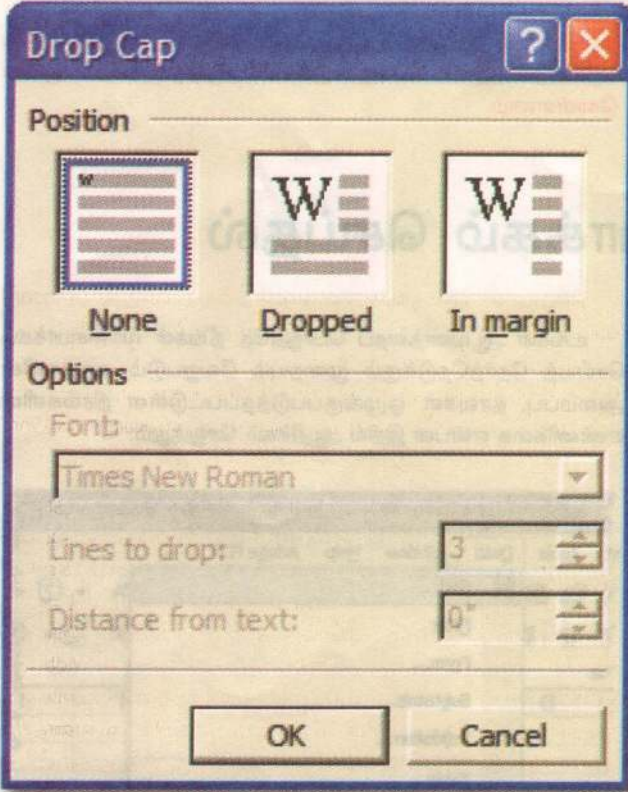 Drop Cap
Position
W
W
W
None
Dropped
In margin
Options
Font:
Times New Roman
Lines to drop:
3
Distance from text:
0"
OK
Cancel